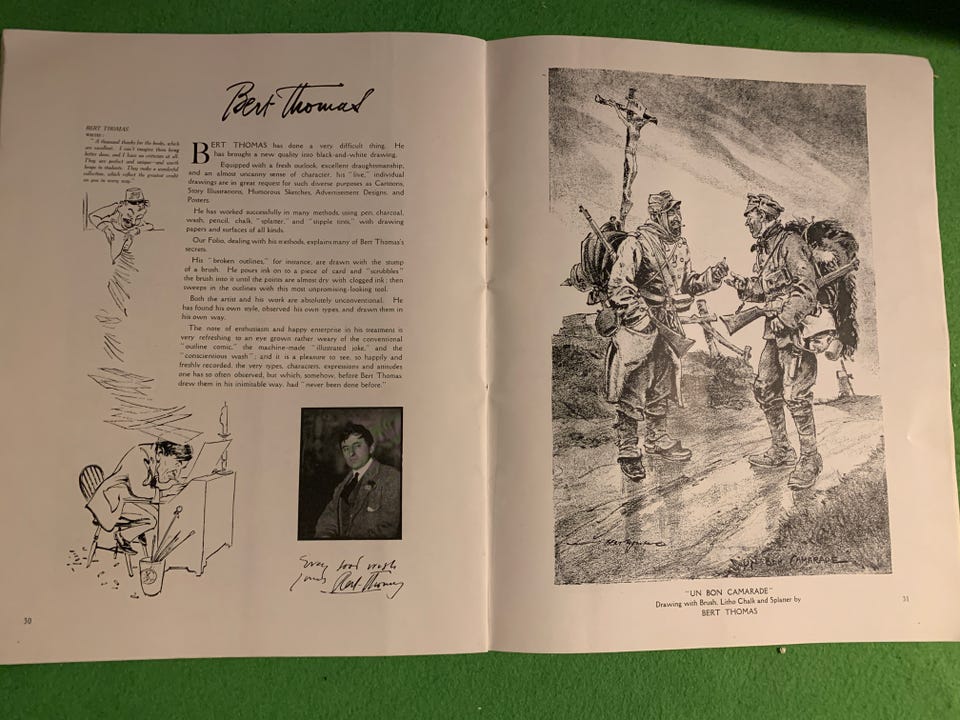 Bert Thomas
BERT THOMAS
writes:
" A thousand thanks for the books, which
are excellent. I can't imagine them being
better done, and I have no criticism at all.
They are perfect and unique—and worth
heaps to students. They make a wonderful
collection, which reflect the greatest credit
on you in every way."
BERT THOMAS has done a very difficult thing. He
has brought a new quality into black-and-white drawing.
Equipped with a fresh outlook, excellent draughtsmanship,
and an almost uncanny sense of character, his "live," individual
drawings are in great request for such diverse purposes as Cartoons,
Story Illustrations, Humorous Sketches, Advertisement Designs, and
Posters.
He has worked successfully in many methods, using pen, charcoal,
wash, pencil, chalk, "splatter," and "stipple tints," with drawing
papers and surfaces of all kinds.
Our Folio, dealing with his methods, explains many of Bert Thomas's
secrets.
His "broken outlines," for instance, are drawn with the stump
of a brush. He pours ink on to a piece of card and "scrubbles"
the brush into it until the points are almost dry with clogged ink; then
sweeps in the outlines with this most unpromising-looking tool.
Both the artist and his work are absolutely unconventional. He
has found his own style, observed his own types, and drawn them in
his own way.
The note of enthusiasm and happy enterprise in his treatment is
very refreshing to an eye grown rather weary of the conventional
"outline comic," the machine-made "illustrated joke," and the
"conscientious wash"; and it is a pleasure to see, so happily and
freshly recorded, the very types, characters, expressions and attitudes
one has so often observed, but which, somehow, before Bert Thomas
drew them in his inimitable way, had "never been done before."
Every good wish
Yours Bert Thomas
30
UN BON CAMARADE
"UN BON CAMARADE"
Drawing with Brush, Litho Chalk and Splatter by
BERT THOMAS
31